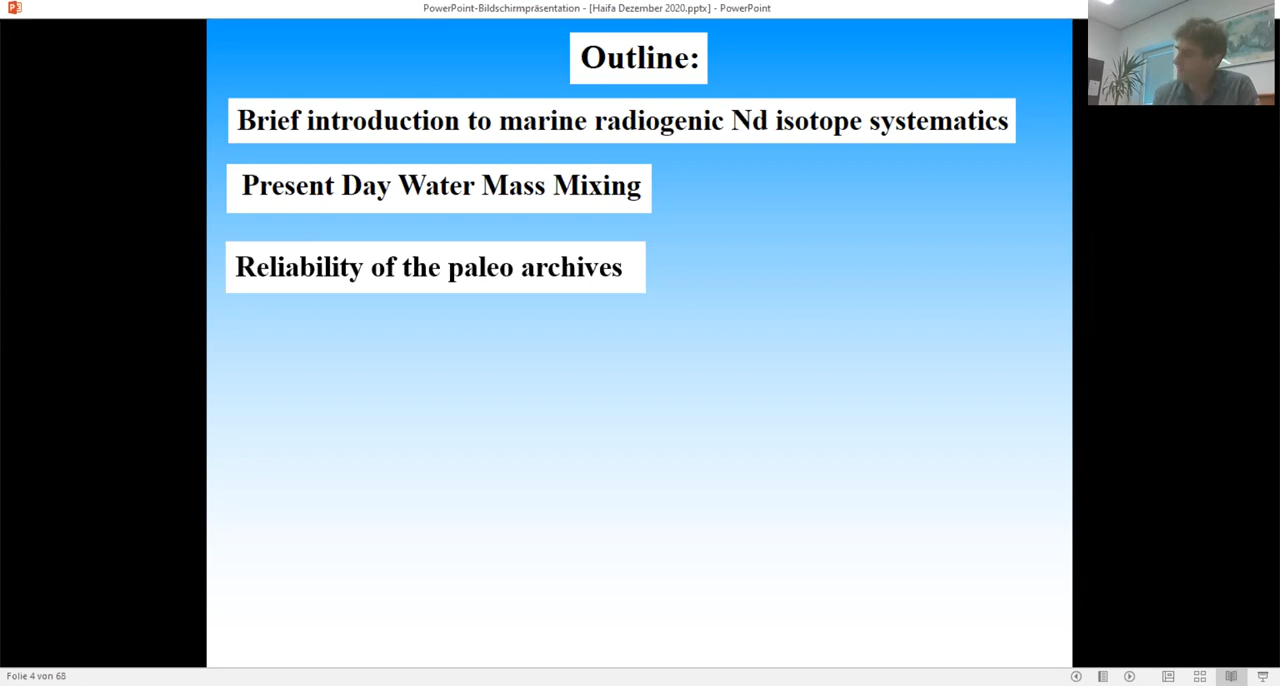 PowerPoint-Bildschirmpräsentation - [Haifa Dezember 2020.pptx] - PowerPoint
Outline:
Brief introduction to marine radiogenic Nd isotope systematics
Present Day Water Mass Mixing
Reliability of the paleo archives
Folie 4 von 68